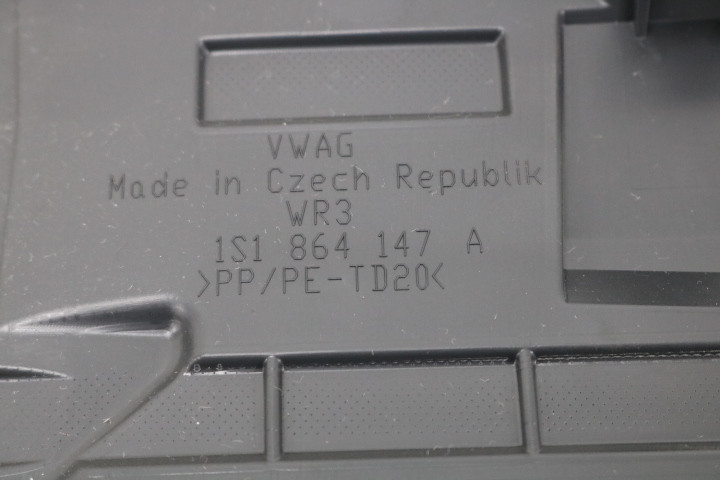 VWAG
Made in Czech Republik
WR3
1S1 864 147 A
>PP/PE-TD20<